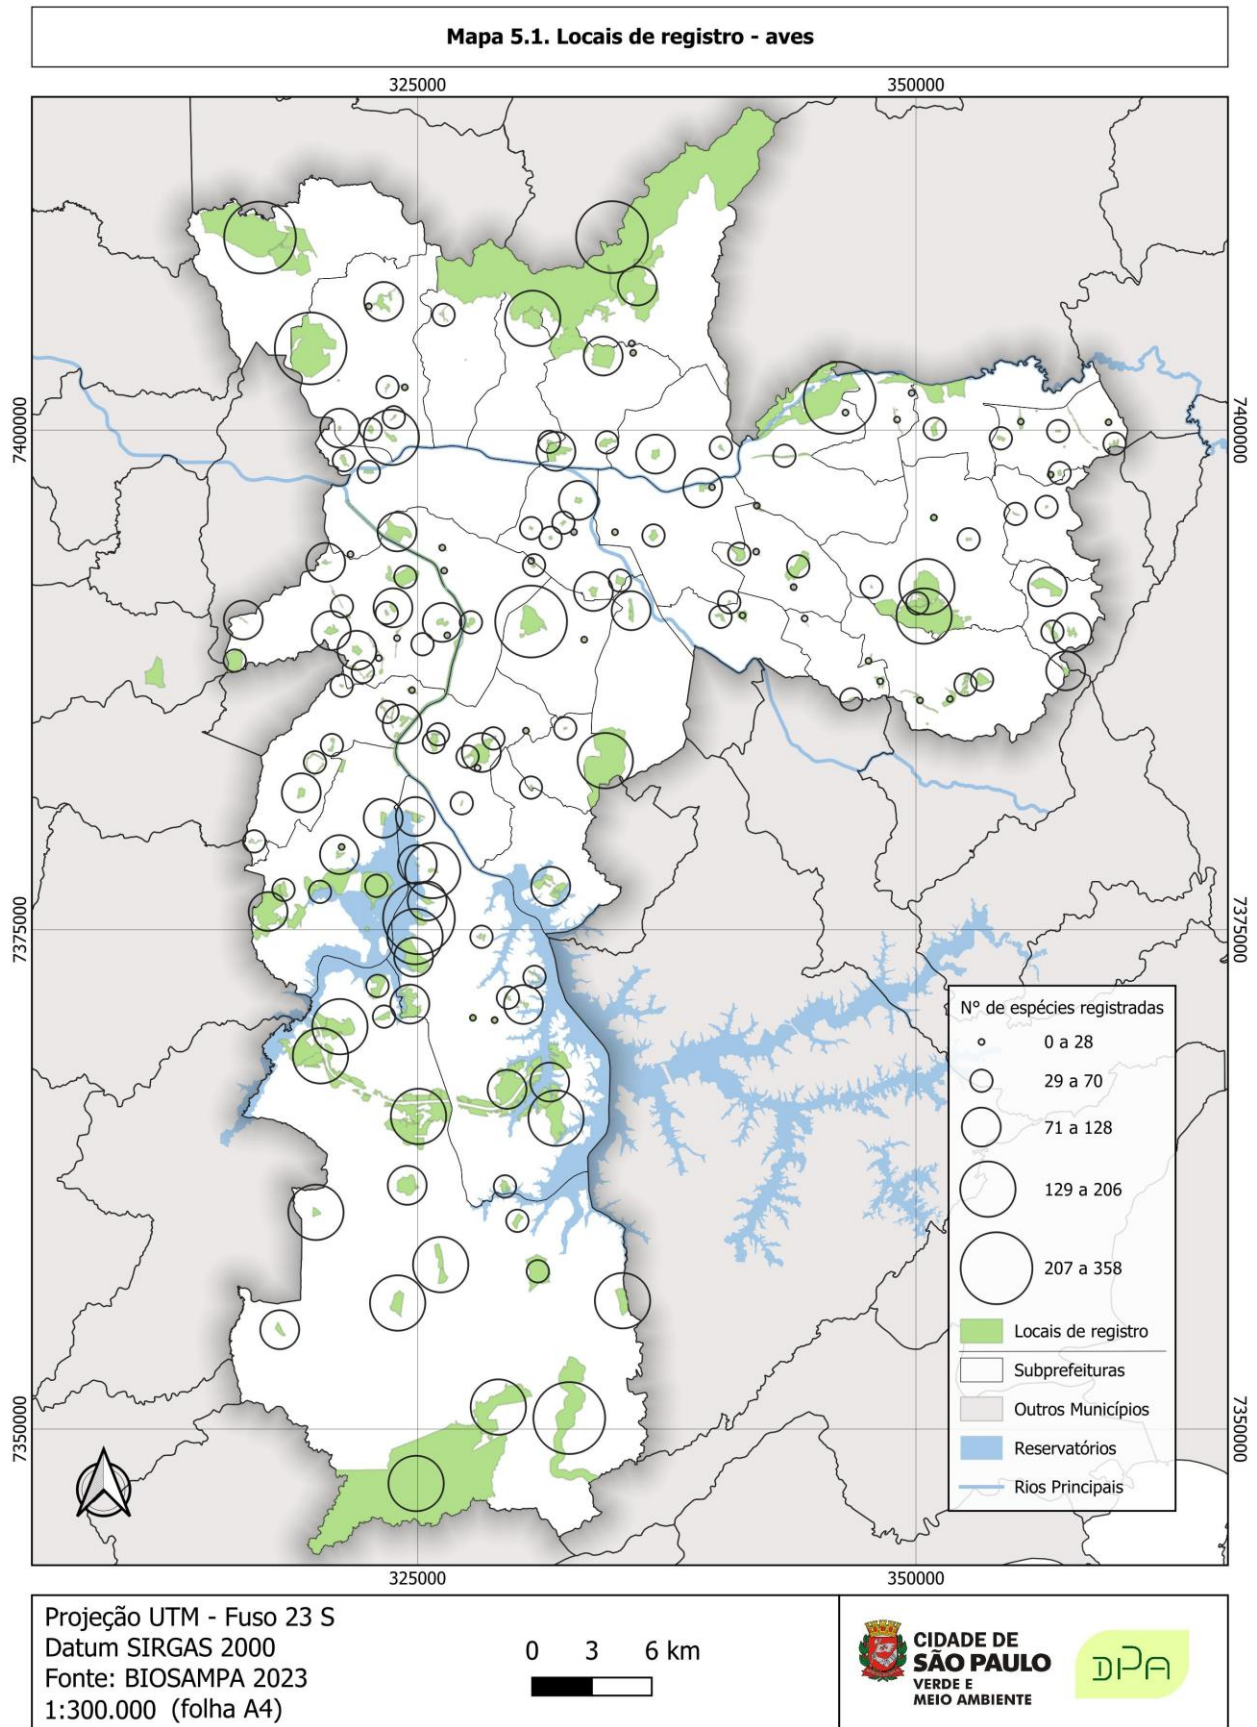 Mapa 5.1. Locais de registro - aves
325000
350000
7400000
7400000
7375000
7375000
7350000
7350000
N° de espécies registradas
0 a 28
29 a 70
71 a 128
129 a 206
207 a 358
Locais de registro
Subprefeituras
Outros Municípios
Reservatórios
Rios Principais
325000
350000
Projeção UTM - Fuso 23 S
Datum SIRGAS 2000
Fonte: BIOSAMPA 2023
1:300.000 (folha A4)
0 3 6 km
CIDADE DE
SÃO PAULO
VERDE E
MEIO AMBIENTE
DPA